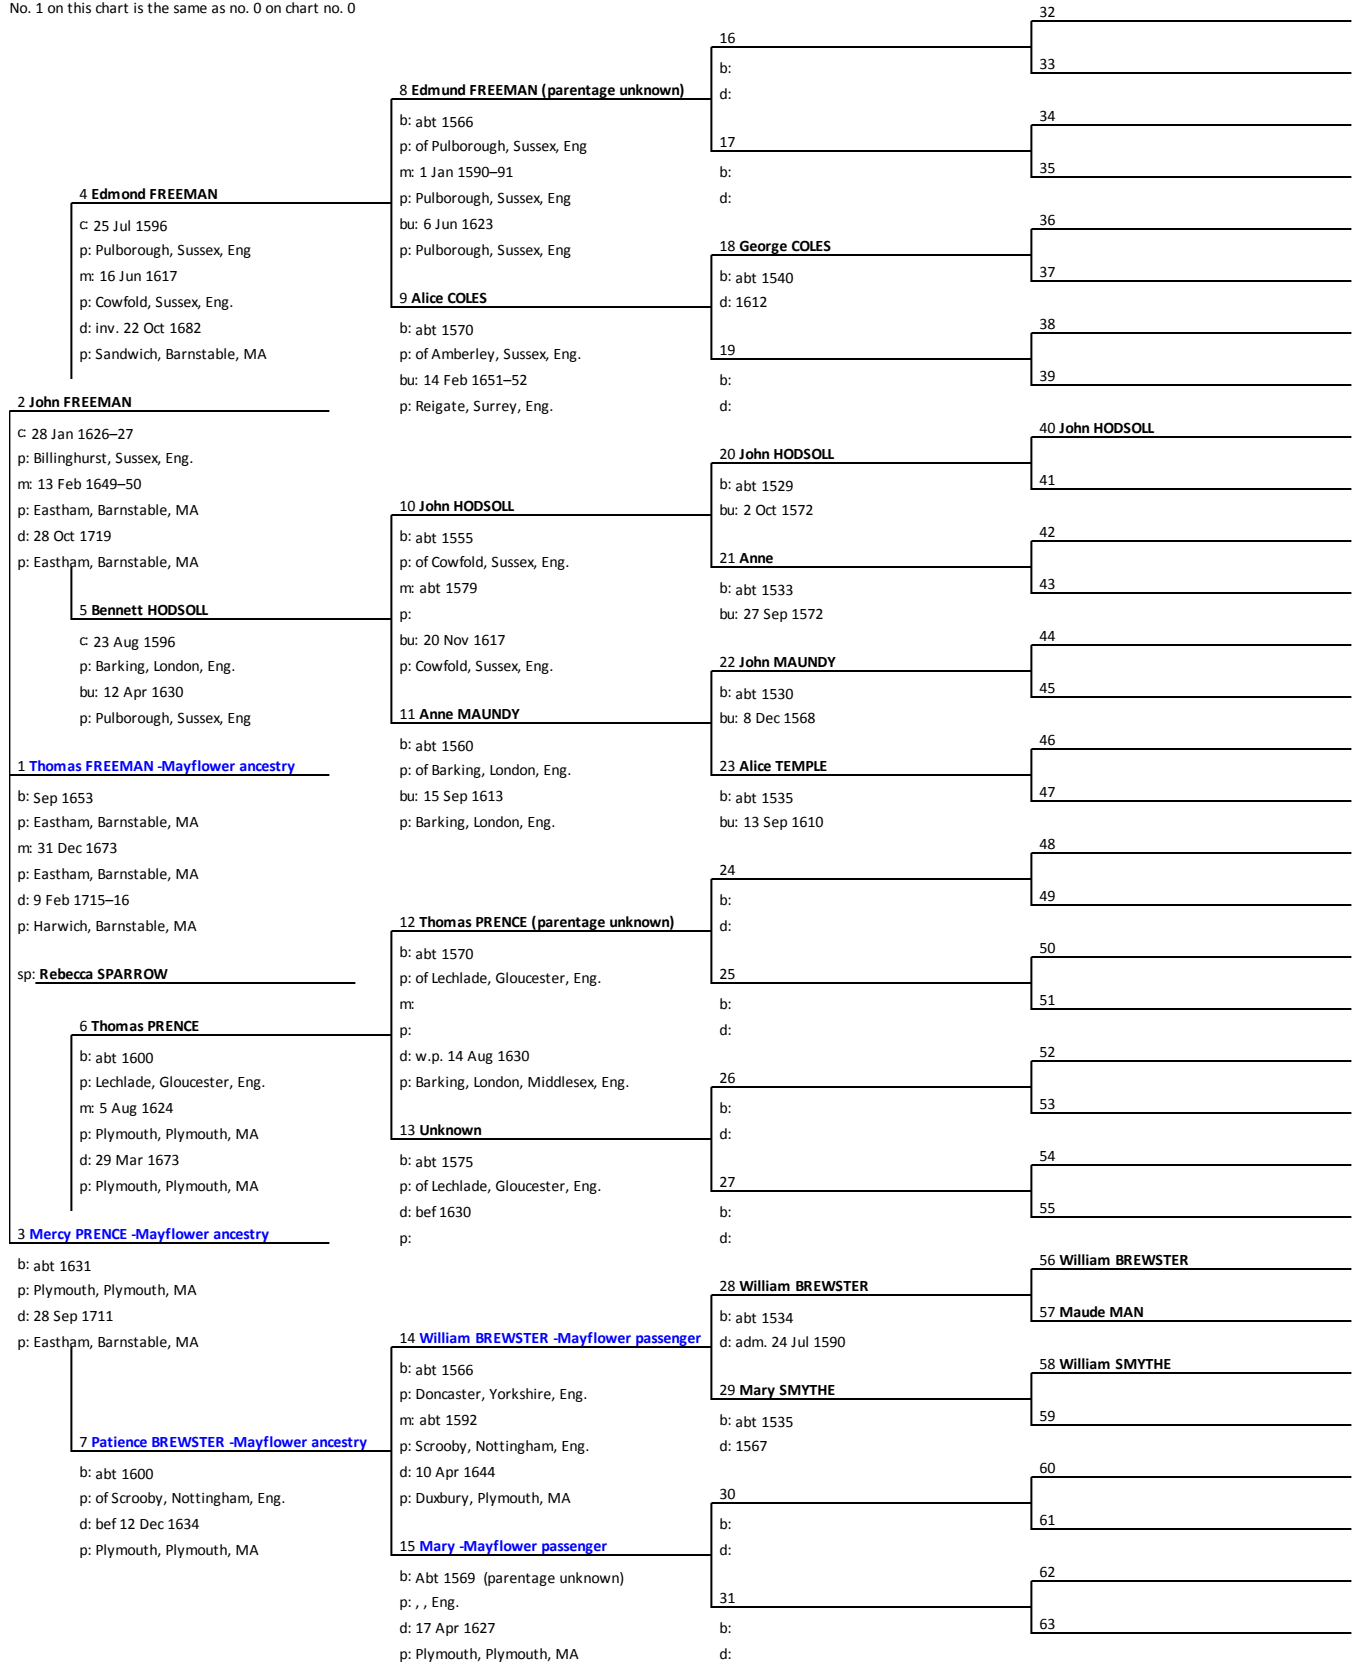 No. 1 on this chart is the same as no. 0 on chart no. 0
2 John FREEMAN
c: 28 Jan 1626–27
p: Billinghurst, Sussex, Eng.
m: 13 Feb 1649–50
p: Eastham, Barnstable, MA
d: 28 Oct 1719
p: Eastham, Barnstable, MA
1 Thomas FREEMAN -Mayflower ancestry
b: Sep 1653
p: Eastham, Barnstable, MA
m: 31 Dec 1673
p: Eastham, Barnstable, MA
d: 9 Feb 1715–16
p: Harwich, Barnstable, MA
sp: Rebecca SPARROW
3 Mercy PRENCE -Mayflower ancestry
b: abt 1631
p: Plymouth, Plymouth, MA
d: 28 Sep 1711
p: Eastham, Barnstable, MA
4 Edmond FREEMAN
c: 25 Jul 1596
p: Pulborough, Sussex, Eng
m: 16 Jun 1617
p: Cowfold, Sussex, Eng.
d: inv. 22 Oct 1682
p: Sandwich, Barnstable, MA
5 Bennett HODSOLL
c: 23 Aug 1596
p: Barking, London, Eng.
bu: 12 Apr 1630
p: Pulborough, Sussex, Eng
6 Thomas PRENCE
b: abt 1600
p: Lechlade, Gloucester, Eng.
m: 5 Aug 1624
p: Plymouth, Plymouth, MA
d: 29 Mar 1673
p: Plymouth, Plymouth, MA
7 Patience BREWSTER -Mayflower ancestry
b: abt 1600
p: of Scrooby, Nottingham, Eng.
d: bef 12 Dec 1634
p: Plymouth, Plymouth, MA
8 Edmund FREEMAN (parentage unknown)
b: abt 1566
p: of Pulborough, Sussex, Eng
m: 1 Jan 1590–91
p: Pulborough, Sussex, Eng
bu: 6 Jun 1623
p: Pulborough, Sussex, Eng
9 Alice COLES
b: abt 1570
p: of Amberley, Sussex, Eng.
bu: 14 Feb 1651–52
p: Reigate, Surrey, Eng.
10 John HODSOLL
b: abt 1555
p: of Cowfold, Sussex, Eng.
m: abt 1579
p:
bu: 20 Nov 1617
p: Cowfold, Sussex, Eng.
11 Anne MAUNDY
b: abt 1560
p: of Barking, London, Eng.
bu: 15 Sep 1613
p: Barking, London, Eng.
12 Thomas PRENCE (parentage unknown)
b: abt 1570
p: of Lechlade, Gloucester, Eng.
m:
p:
d: w.p. 14 Aug 1630
p: Barking, London, Middlesex, Eng.
13 Unknown
b: abt 1575
p: of Lechlade, Gloucester, Eng.
d: bef 1630
p:
14 William BREWSTER -Mayflower passenger
b: abt 1566
p: Doncaster, Yorkshire, Eng.
m: abt 1592
p: Scrooby, Nottingham, Eng.
d: 10 Apr 1644
p: Duxbury, Plymouth, MA
15 Mary -Mayflower passenger
b: Abt 1569 (parentage unknown)
p: , , Eng.
d: 17 Apr 1627
p: Plymouth, Plymouth, MA
16
b:
d:
17
b:
d:
18 George COLES
b: abt 1540
d: 1612
19
b:
d:
20 John HODSOLL
b: abt 1529
bu: 2 Oct 1572
21 Anne
b: abt 1533
bu: 27 Sep 1572
22 John MAUNDY
b: abt 1530
bu: 8 Dec 1568
23 Alice TEMPLE
b: abt 1535
bu: 13 Sep 1610
24
b:
d:
25
b:
d:
26
b:
d:
27
b:
d:
28 William BREWSTER
b: abt 1534
d: adm. 24 Jul 1590
29 Mary SMYTHE
b: abt 1535
d: 1567
30
b:
d:
31
b:
d:
32
33
34
35
36
37
38
39
40 John HODSOLL
41
42
43
44
45
46
47
48
49
50
51
52
53
54
55
56 William BREWSTER
57 Maude MAN
58 William SMYTHE
59
60
61
62
63